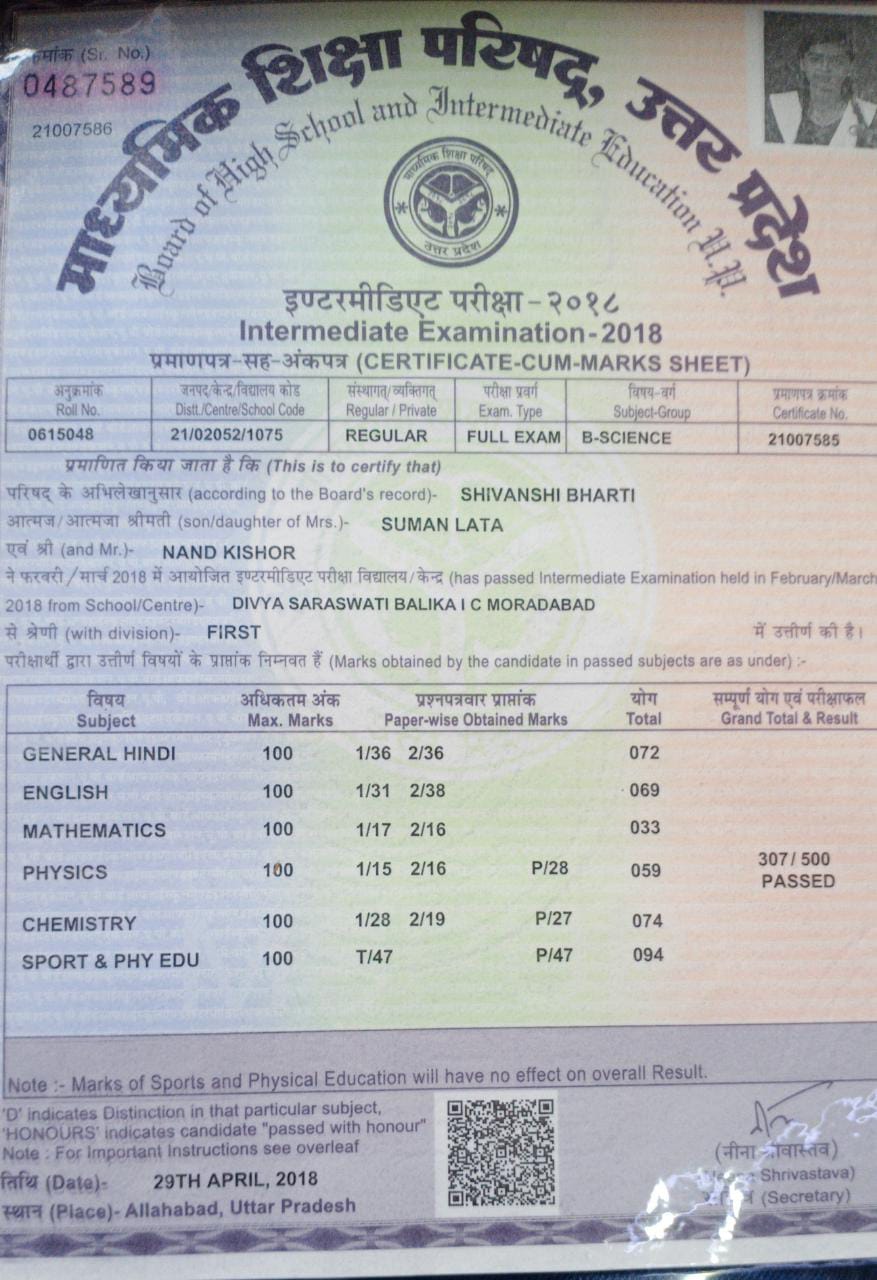 क्रमांक (Sr. No.)
0487589
21007586
माध्यमिक शिक्षा परिषद्, उत्तर प्रदेश
Board of High School and Intermediate Education U.P.
माध्यमिक शिक्षा परिषद्
उत्तर प्रदेश
इण्टरमीडिएट परीक्षा-२०१८
Intermediate Examination-2018
प्रमाणपत्र-सह-अंकपत्र (CERTIFICATE-CUM-MARKS SHEET)
अनुक्रमांक जनपद/केन्द्र/विद्यालय कोड संस्थागत/व्यक्तिगत परीक्षा प्रवर्ग विषय-वर्ग प्रमाणपत्र क्रमांक
Roll No. Distt./Centre/School Code Regular / Private Exam. Type Subject-Group Certificate No.
0615048 21/02052/1075 REGULAR FULL EXAM B-SCIENCE 21007585
प्रमाणित किया जाता है कि (This is to certify that)
परिषद् के अभिलेखानुसार (according to the Board's record)- SHIVANSHI BHARTI
आत्मज/आत्मजा श्रीमती (son/daughter of Mrs.)- SUMAN LATA
एवं श्री (and Mr.)- NAND KISHOR
ने फरवरी/मार्च 2018 में आयोजित इण्टरमीडिएट परीक्षा विद्यालय/केन्द्र (has passed Intermediate Examination held in February/March
2018 from School/Centre)- DIVYA SARASWATI BALIKA I C MORADABAD
से श्रेणी (with division)- FIRST में उत्तीर्ण की है।
परीक्षार्थी द्वारा उत्तीर्ण विषयों के प्राप्तांक निम्नवत हैं (Marks obtained by the candidate in passed subjects are as under) :-
विषय अधिकतम अंक प्रश्नपत्रवार प्राप्तांक योग सम्पूर्ण योग एवं परीक्षाफल
Subject Max. Marks Paper-wise Obtained Marks Total Grand Total & Result
GENERAL HINDI 100 1/36 2/36 072
ENGLISH 100 1/31 2/38 069
MATHEMATICS 100 1/17 2/16 033
PHYSICS 100 1/15 2/16 P/28 059 307/500
PASSED
CHEMISTRY 100 1/28 2/19 P/27 074
SPORT & PHY EDU 100 T/47 P/47 094
Note :- Marks of Sports and Physical Education will have no effect on overall Result.
'D' indicates Distinction in that particular subject,
'HONOURS' indicates candidate "passed with honour"
Note : For Important Instructions see overleaf
तिथि (Date)- 29TH APRIL, 2018
स्थान (Place)- Allahabad, Uttar Pradesh
(नीना श्रीवास्तव)
Shrivastava)
(Secretary)